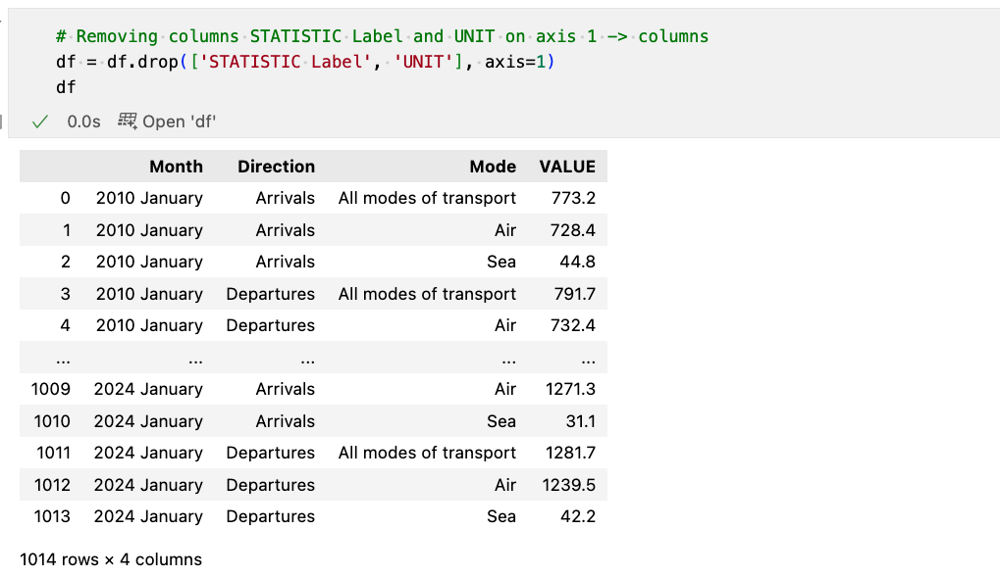 # Removing columns STATISTIC Label and UNIT on axis 1 -> columns
df = df.drop(['STATISTIC Label', 'UNIT'], axis=1)
df
0.0s Open 'df'
Month Direction Mode VALUE
0 2010 January Arrivals All modes of transport 773.2
1 2010 January Arrivals Air 728.4
2 2010 January Arrivals Sea 44.8
3 2010 January Departures All modes of transport 791.7
4 2010 January Departures Air 732.4
... ... ... ... ...
1009 2024 January Arrivals Air 1271.3
1010 2024 January Arrivals Sea 31.1
1011 2024 January Departures All modes of transport 1281.7
1012 2024 January Departures Air 1239.5
1013 2024 January Departures Sea 42.2
1014 rows × 4 columns